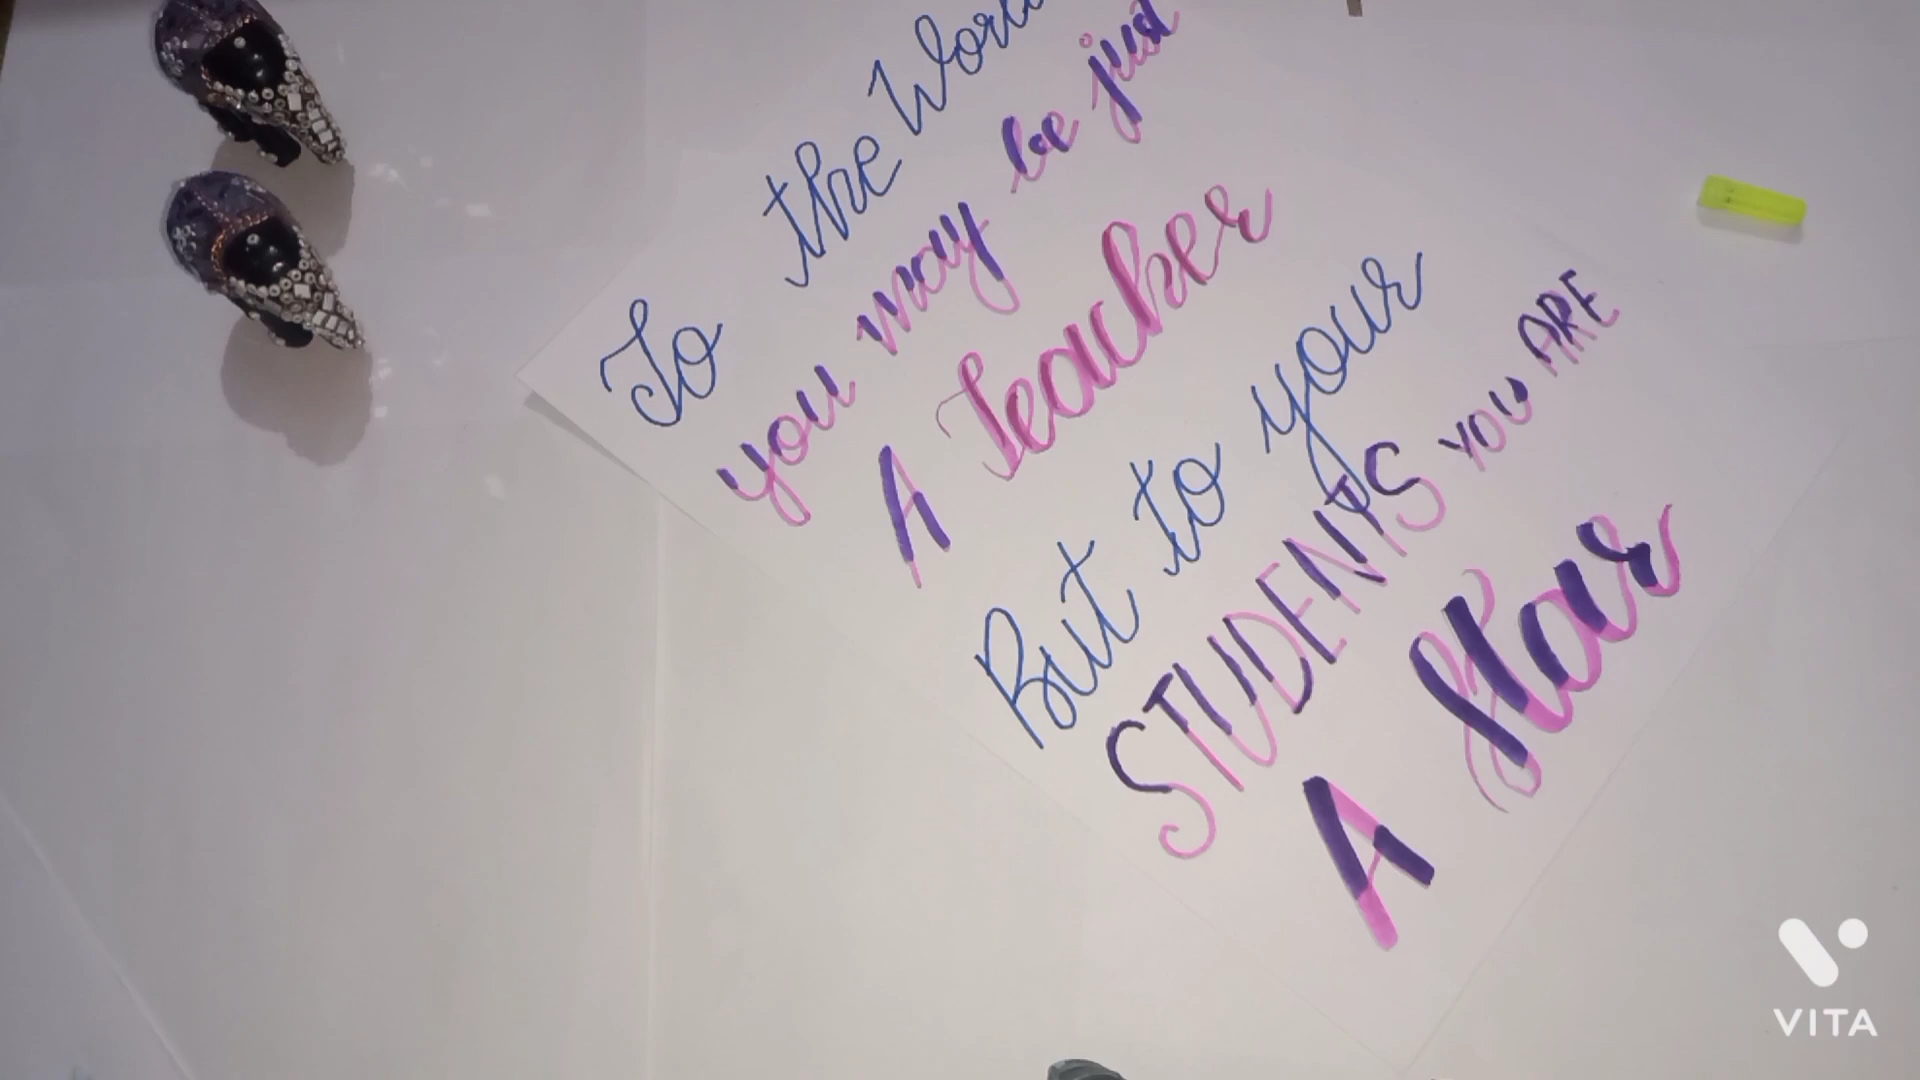 To the World
you may be just
A Teacher
But to your
STUDENTS YOU ARE
A Star
VITA